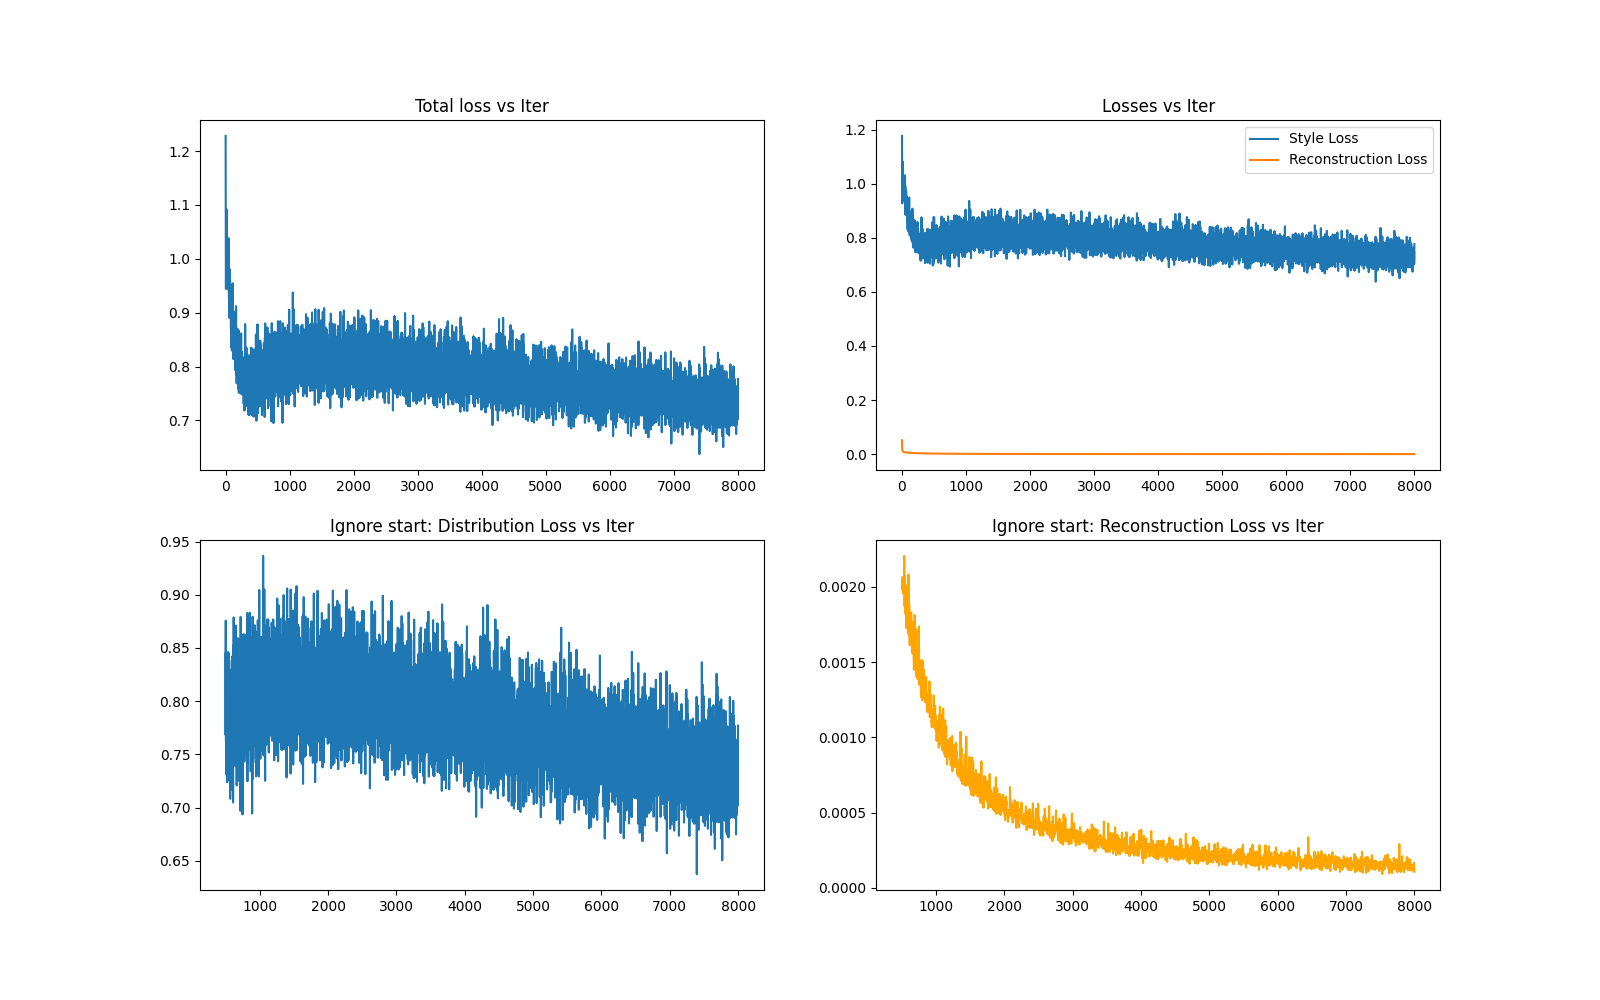 Total loss vs Iter
1.2
1.1
1.0
0.9
0.8
0.7
0 1000 2000 3000 4000 5000 6000 7000 8000
Losses vs Iter
Style Loss
Reconstruction Loss
1.2
1.0
0.8
0.6
0.4
0.2
0.0
0 1000 2000 3000 4000 5000 6000 7000 8000
Ignore start: Distribution Loss vs Iter
0.95
0.90
0.85
0.80
0.75
0.70
0.65
1000 2000 3000 4000 5000 6000 7000 8000
Ignore start: Reconstruction Loss vs Iter
0.0020
0.0015
0.0010
0.0005
0.0000
1000 2000 3000 4000 5000 6000 7000 8000